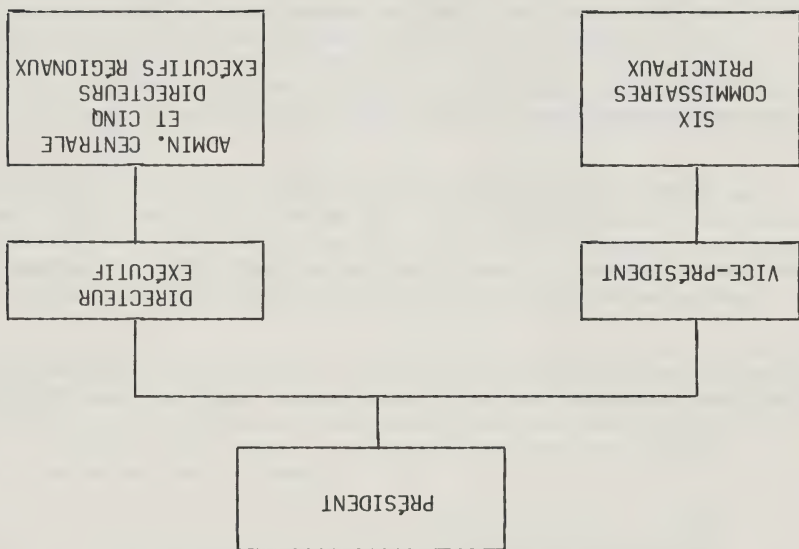 PRÉSIDENT
VICE-PRÉSIDENT
DIRECTEUR
EXÉCUTIF
SIX
COMMISSAIRES
PRINCIPAUX
ADMIN. CENTRALE
ET CINQ
DIRECTEURS
EXÉCUTIFS RÉGIONAUX